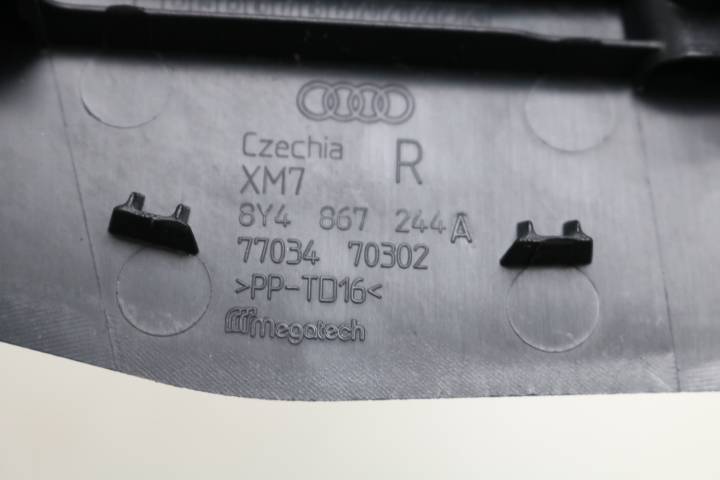 Czechia R
XM7
8Y4 867 244 A
77034 70302
>PP-TD16<
megatech